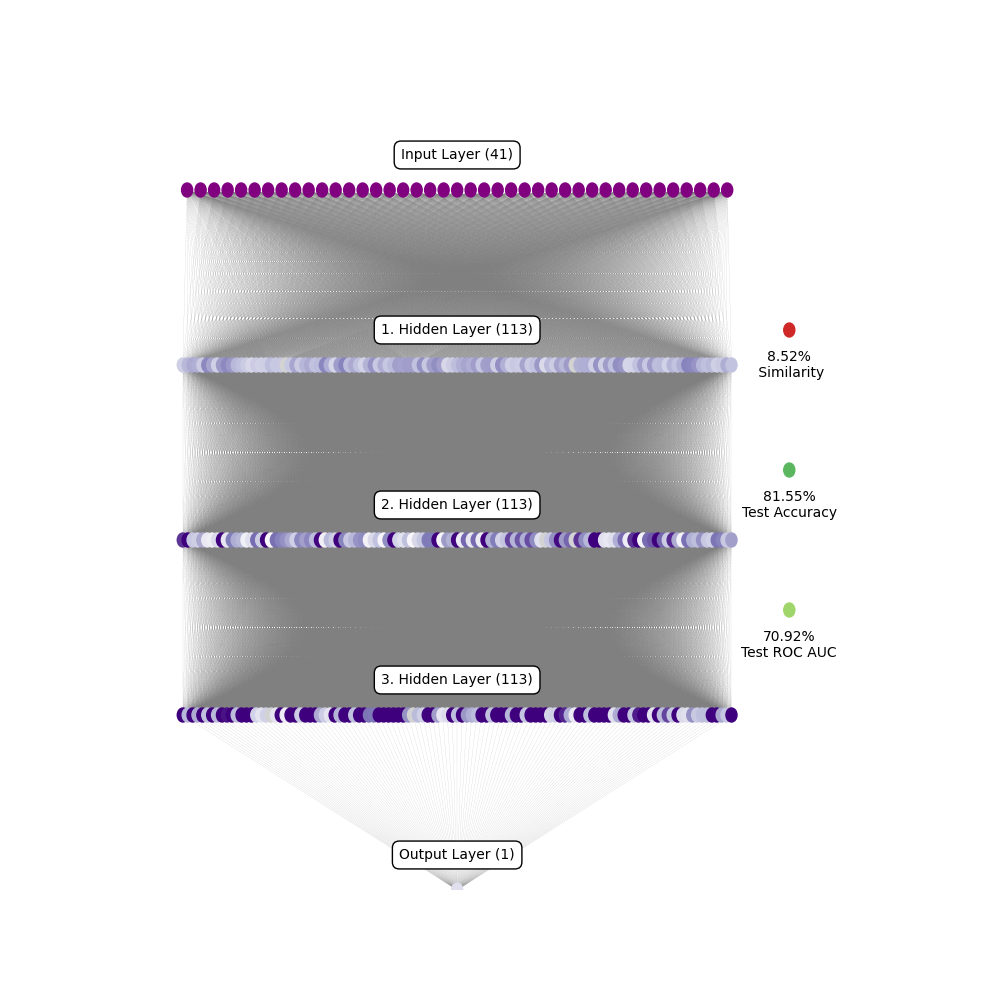 Input Layer (41)
1. Hidden Layer (113)
8.52%
Similarity
81.55%
Test Accuracy
2. Hidden Layer (113)
70.92%
Test ROC AUC
3. Hidden Layer (113)
Output Layer (1)